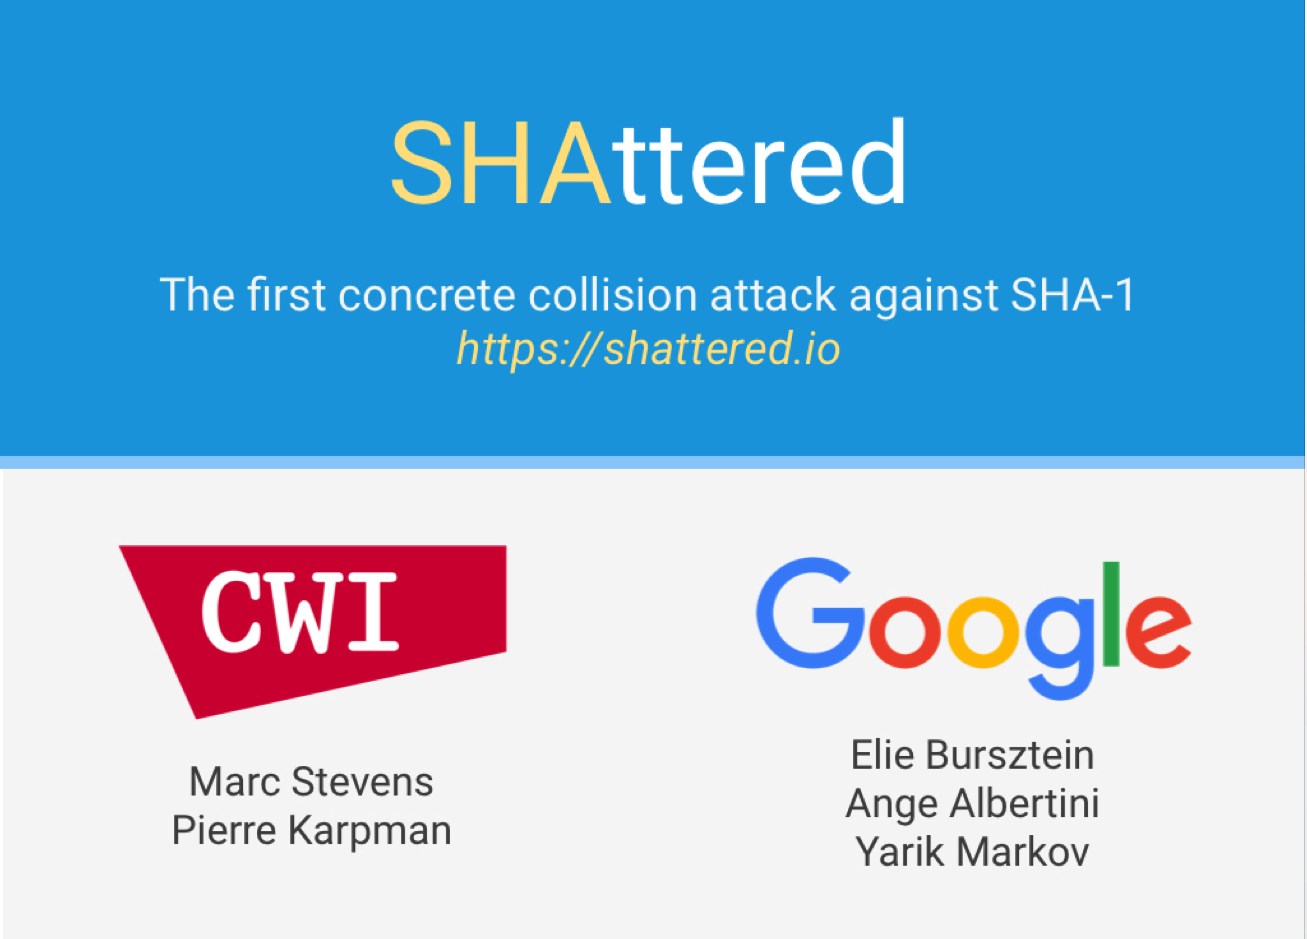 SHAttered
The first concrete collision attack against SHA-1
https://shattered.io
CWI
Marc Stevens
Pierre Karpman
Google
Elie Bursztein
Ange Albertini
Yarik Markov